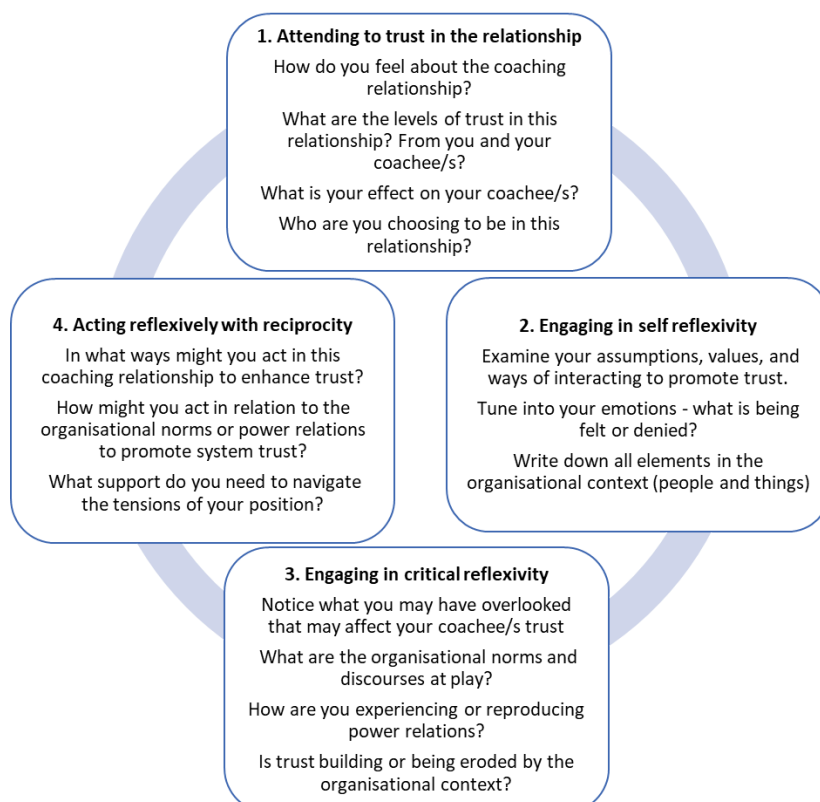 1. Attending to trust in the relationship
How do you feel about the coaching
relationship?
What are the levels of trust in this
relationship? From you and your
coachee/s?
What is your effect on your coachee/s?
Who are you choosing to be in this
relationship?
2. Engaging in self reflexivity
Examine your assumptions, values, and
ways of interacting to promote trust.
Tune into your emotions - what is being
felt or denied?
Write down all elements in the
organisational context (people and things)
3. Engaging in critical reflexivity
Notice what you may have overlooked
that may affect your coachee/s trust
What are the organisational norms and
discourses at play?
How are you experiencing or reproducing
power relations?
Is trust building or being eroded by the
organisational context?
4. Acting reflexively with reciprocity
In what ways might you act in this
coaching relationship to enhance trust?
How might you act in relation to the
organisational norms or power relations
to promote system trust?
What support do you need to navigate
the tensions of your position?